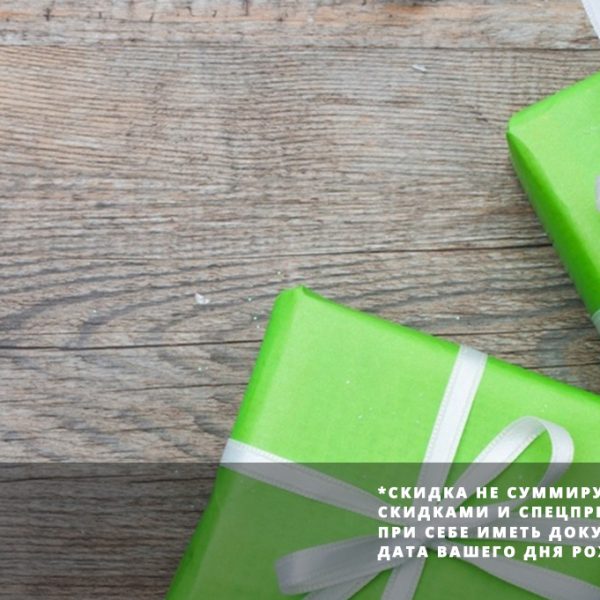 *СКИДКА НЕ СУММИРУ
СКИДКАМИ И СПЕЦПР
ПРИ СЕБЕ ИМЕТЬ ДОКУ
ДАТА ВАШЕГО ДНЯ РОЖ